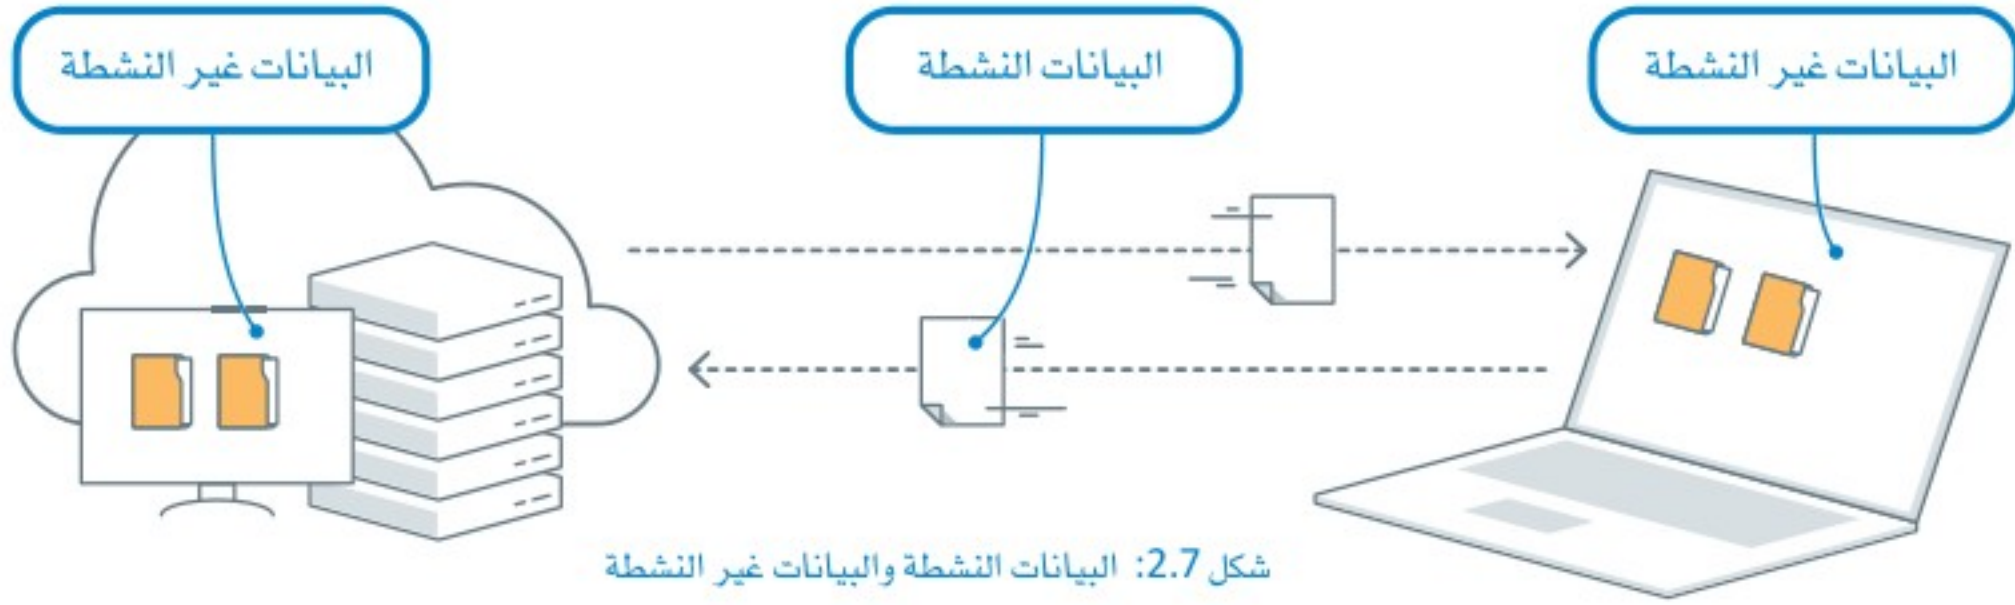 البيانات غير النشطة
البيانات النشطة
البيانات غير النشطة
شكل 2.7: البيانات النشطة والبيانات غير النشطة